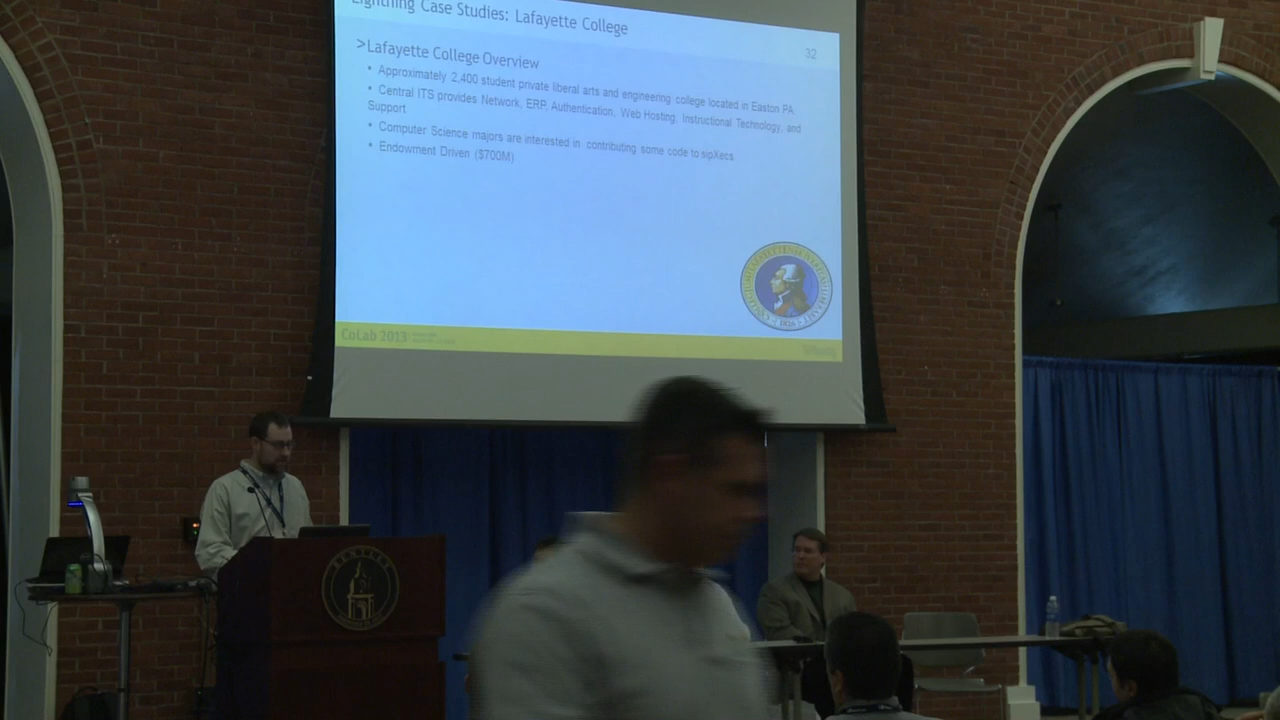 Lightning Case Studies: Lafayette College
32
>Lafayette College Overview
• Approximately 2,400 student private liberal arts and engineering college located in Easton PA.
• Central ITS provides Network, ERP, Authentication, Web Hosting, Instructional Technology, and
Support
• Computer Science majors are interested in contributing some code to sipXecs
• Endowment Driven ($700M)
CoLab 2013
BENTLEY